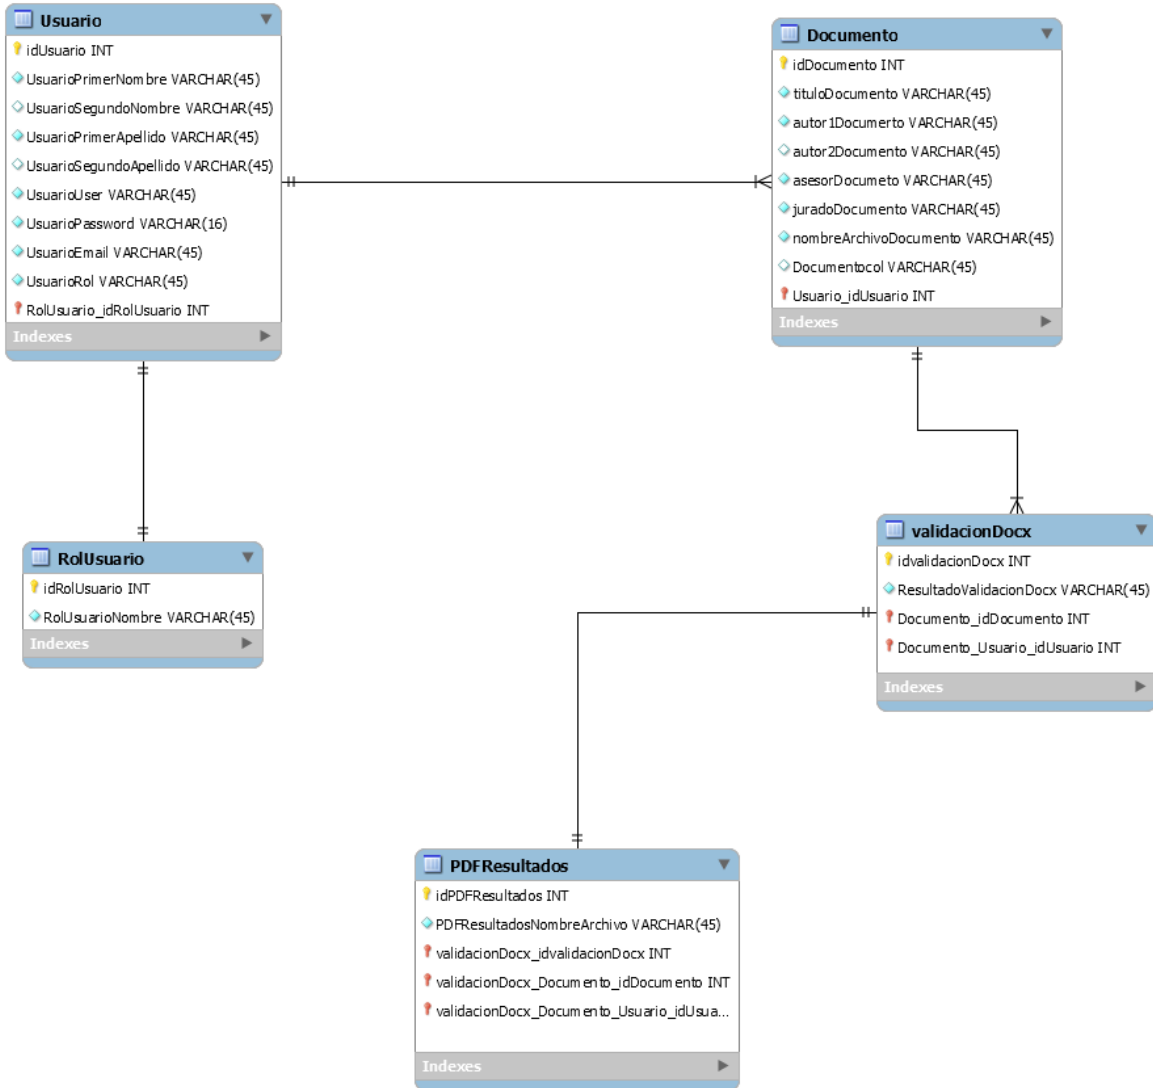 Usuario
idUsuario INT
UsuarioPrimerNombre VARCHAR(45)
UsuarioSegundoNombre VARCHAR(45)
UsuarioPrimerApellido VARCHAR(45)
UsuarioSegundoApellido VARCHAR(45)
UsuarioUser VARCHAR(45)
UsuarioPassword VARCHAR(16)
UsuarioEmail VARCHAR(45)
UsuarioRol VARCHAR(45)
RolUsuario_idRolUsuario INT
Indexes
Documento
idDocumento INT
tituloDocumento VARCHAR(45)
autor1Documerto VARCHAR(45)
autor2Documento VARCHAR(45)
asesorDocumeto VARCHAR(45)
juradoDocumento VARCHAR(45)
nombreArchivoDocumento VARCHAR(45)
Documentocol VARCHAR(45)
Usuario_idUsuario INT
Indexes
RolUsuario
idRolUsuario INT
RolUsuarioNombre VARCHAR(45)
Indexes
validacionDocx
idvalidacionDocx INT
ResultadoValidacionDocx VARCHAR(45)
Documento_idDocumento INT
Documento_Usuario_idUsuario INT
Indexes
PDFResultados
idPDFResultados INT
PDFResultadosNombreArchivo VARCHAR(45)
validacionDocx_idvalidacionDocx INT
validacionDocx_Documento_idDocumento INT
validacionDocx_Documento_Usuario_idUsua...
Indexes